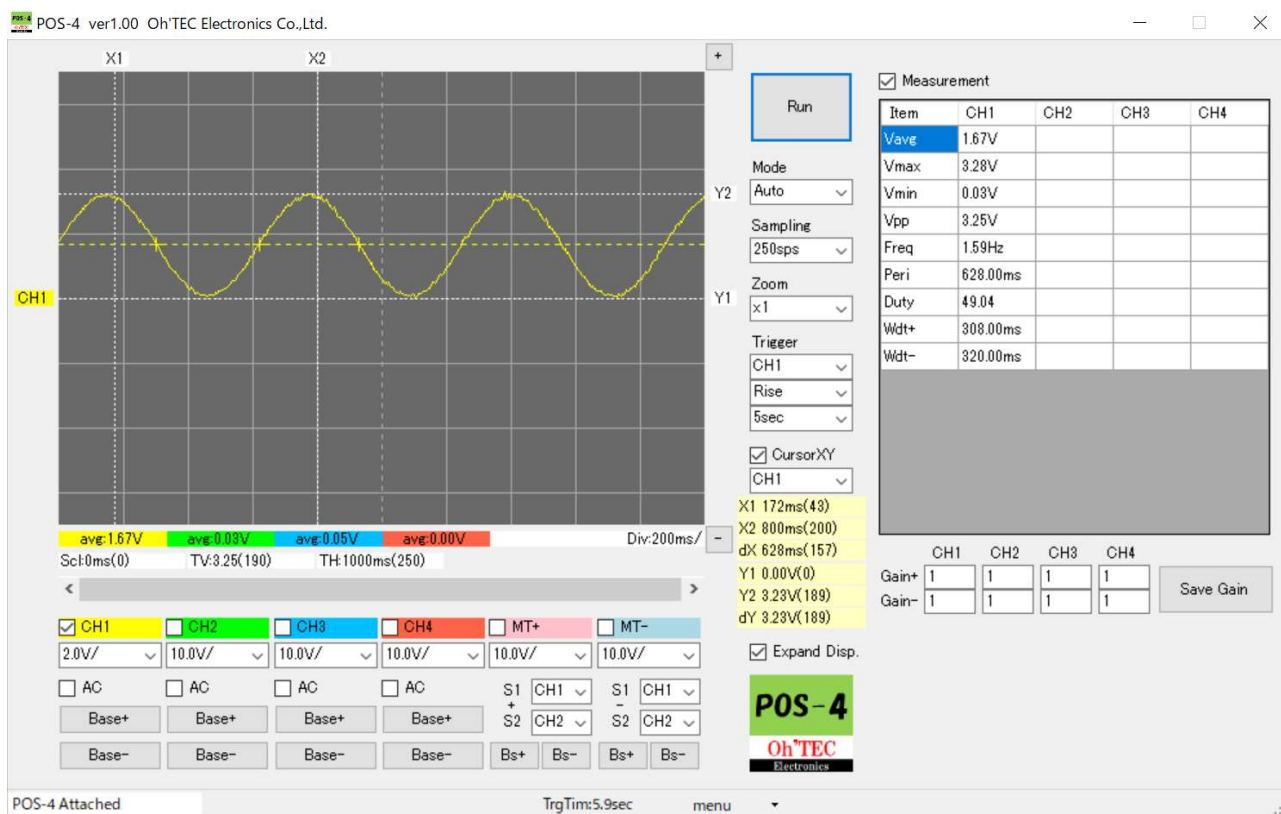 POS-4 ver1.00 Oh'TEC Electronics Co.,Ltd.
X1 X2
+
Y2
CH1
Y1
avg:1.67V avg:0.03V avg:0.05V avg:0.00V Div:200ms/ -
Scl:0ms(0) TV:3.25(190) TH:1000ms(250)
< >
CH1 CH2 CH3 CH4 MT+ MT-
2.0V/ 10.0V/ 10.0V/ 10.0V/ 10.0V/ 10.0V/
AC AC AC AC S1 CH1 S1 CH1
+ -
Base+ Base+ Base+ Base+ S2 CH2 S2 CH2
Base- Base- Base- Base- Bs+ Bs- Bs+ Bs-
Run
Mode
Auto
Sampling
250sps
Zoom
x1
Trigger
CH1
Rise
5sec
CursorXY
CH1
X1 172ms(43)
X2 800ms(200)
dX 628ms(157)
Y1 0.00V(0)
Y2 3.23V(189)
dY 3.23V(189)
Expand Disp.
POS-4
Oh'TEC
Electronics
Measurement
Item CH1 CH2 CH3 CH4
Vavg 1.67V
Vmax 3.28V
Vmin 0.03V
Vpp 3.25V
Freq 1.59Hz
Peri 628.00ms
Duty 49.04
Wdt+ 308.00ms
Wdt- 320.00ms
CH1 CH2 CH3 CH4
Gain+ 1 1 1 1
Gain- 1 1 1 1
Save Gain
POS-4 Attached TrgTim:5.9sec menu